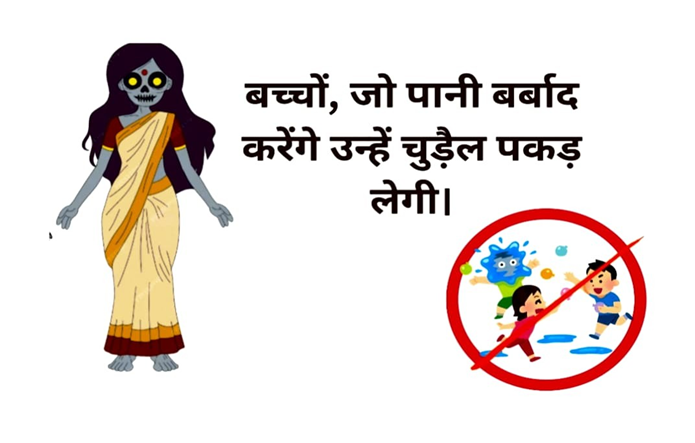 बच्चों, जो पानी बर्बाद
करेंगे उन्हें चुड़ैल पकड़
लेगी।